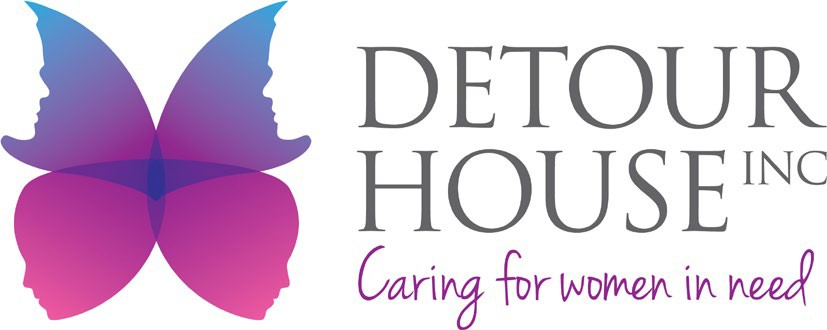 DETOUR
HOUSE INC
Caring for women in need